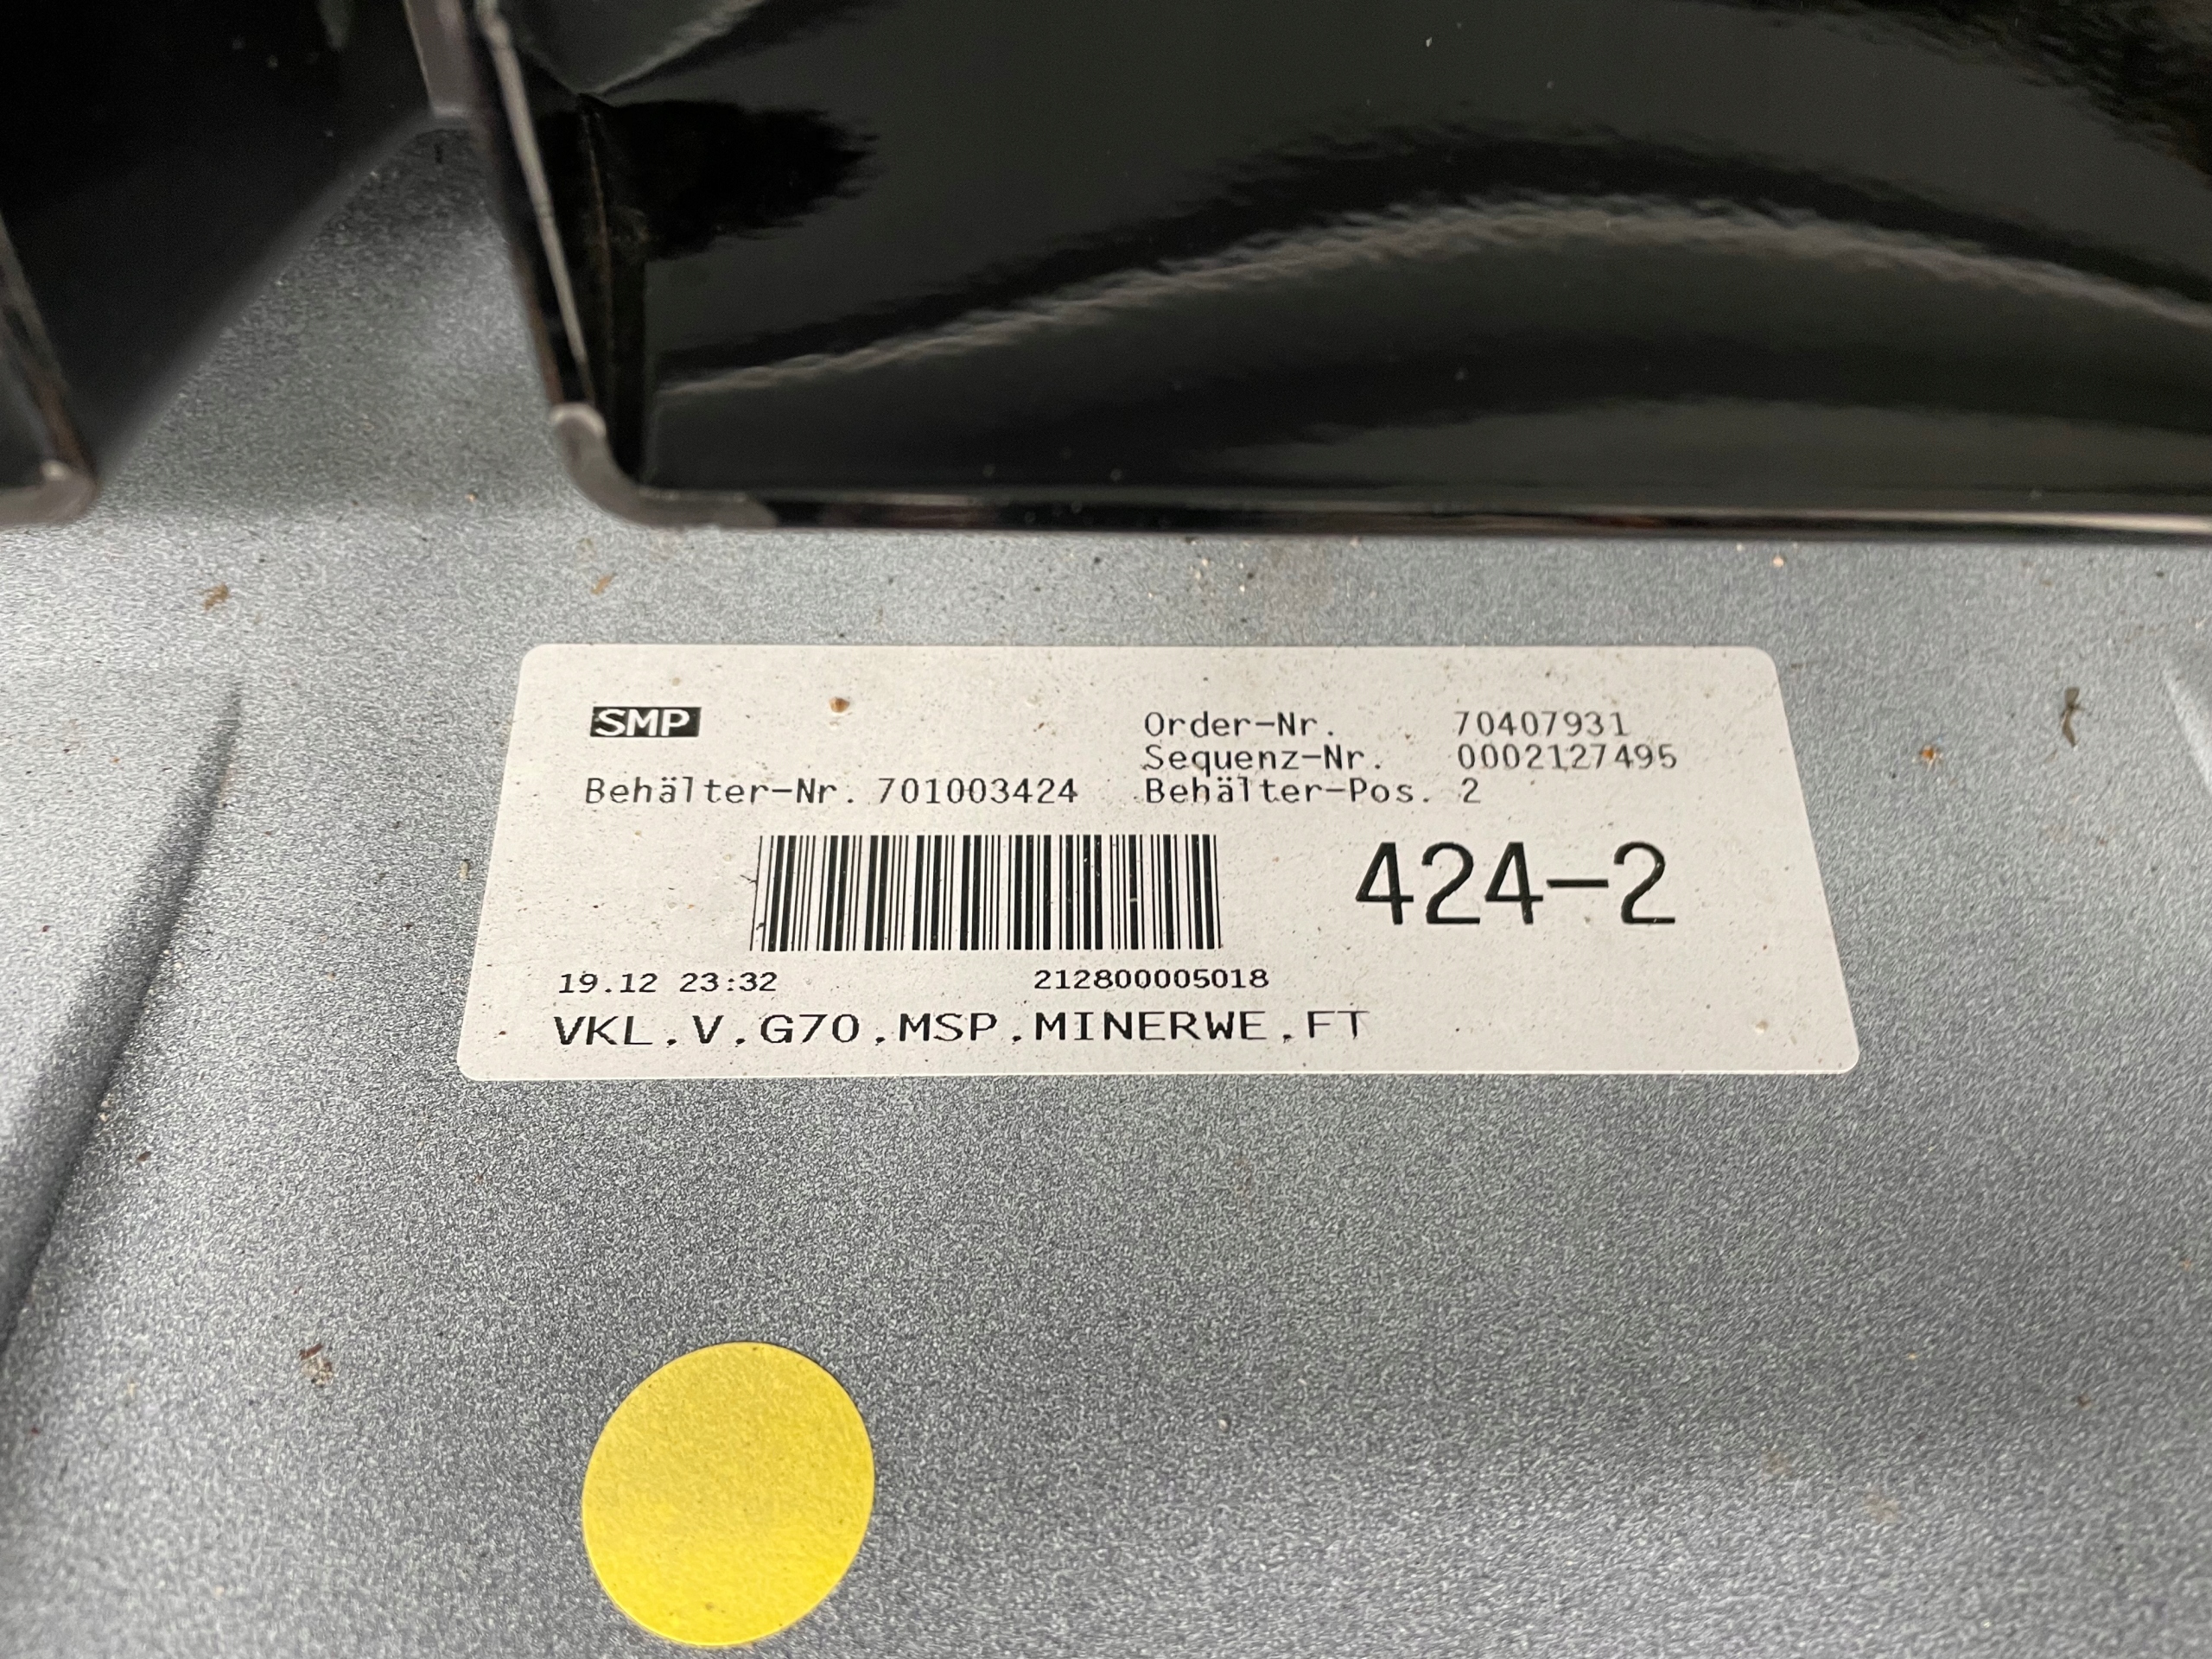 SMP
Order-Nr. 70407931
Sequenz-Nr. 0002127495
Behälter-Nr. 701003424 Behälter-Pos. 2
424-2
19.12 23:32 212800005018
VKL,V,G70,MSP,MINERWE,FT